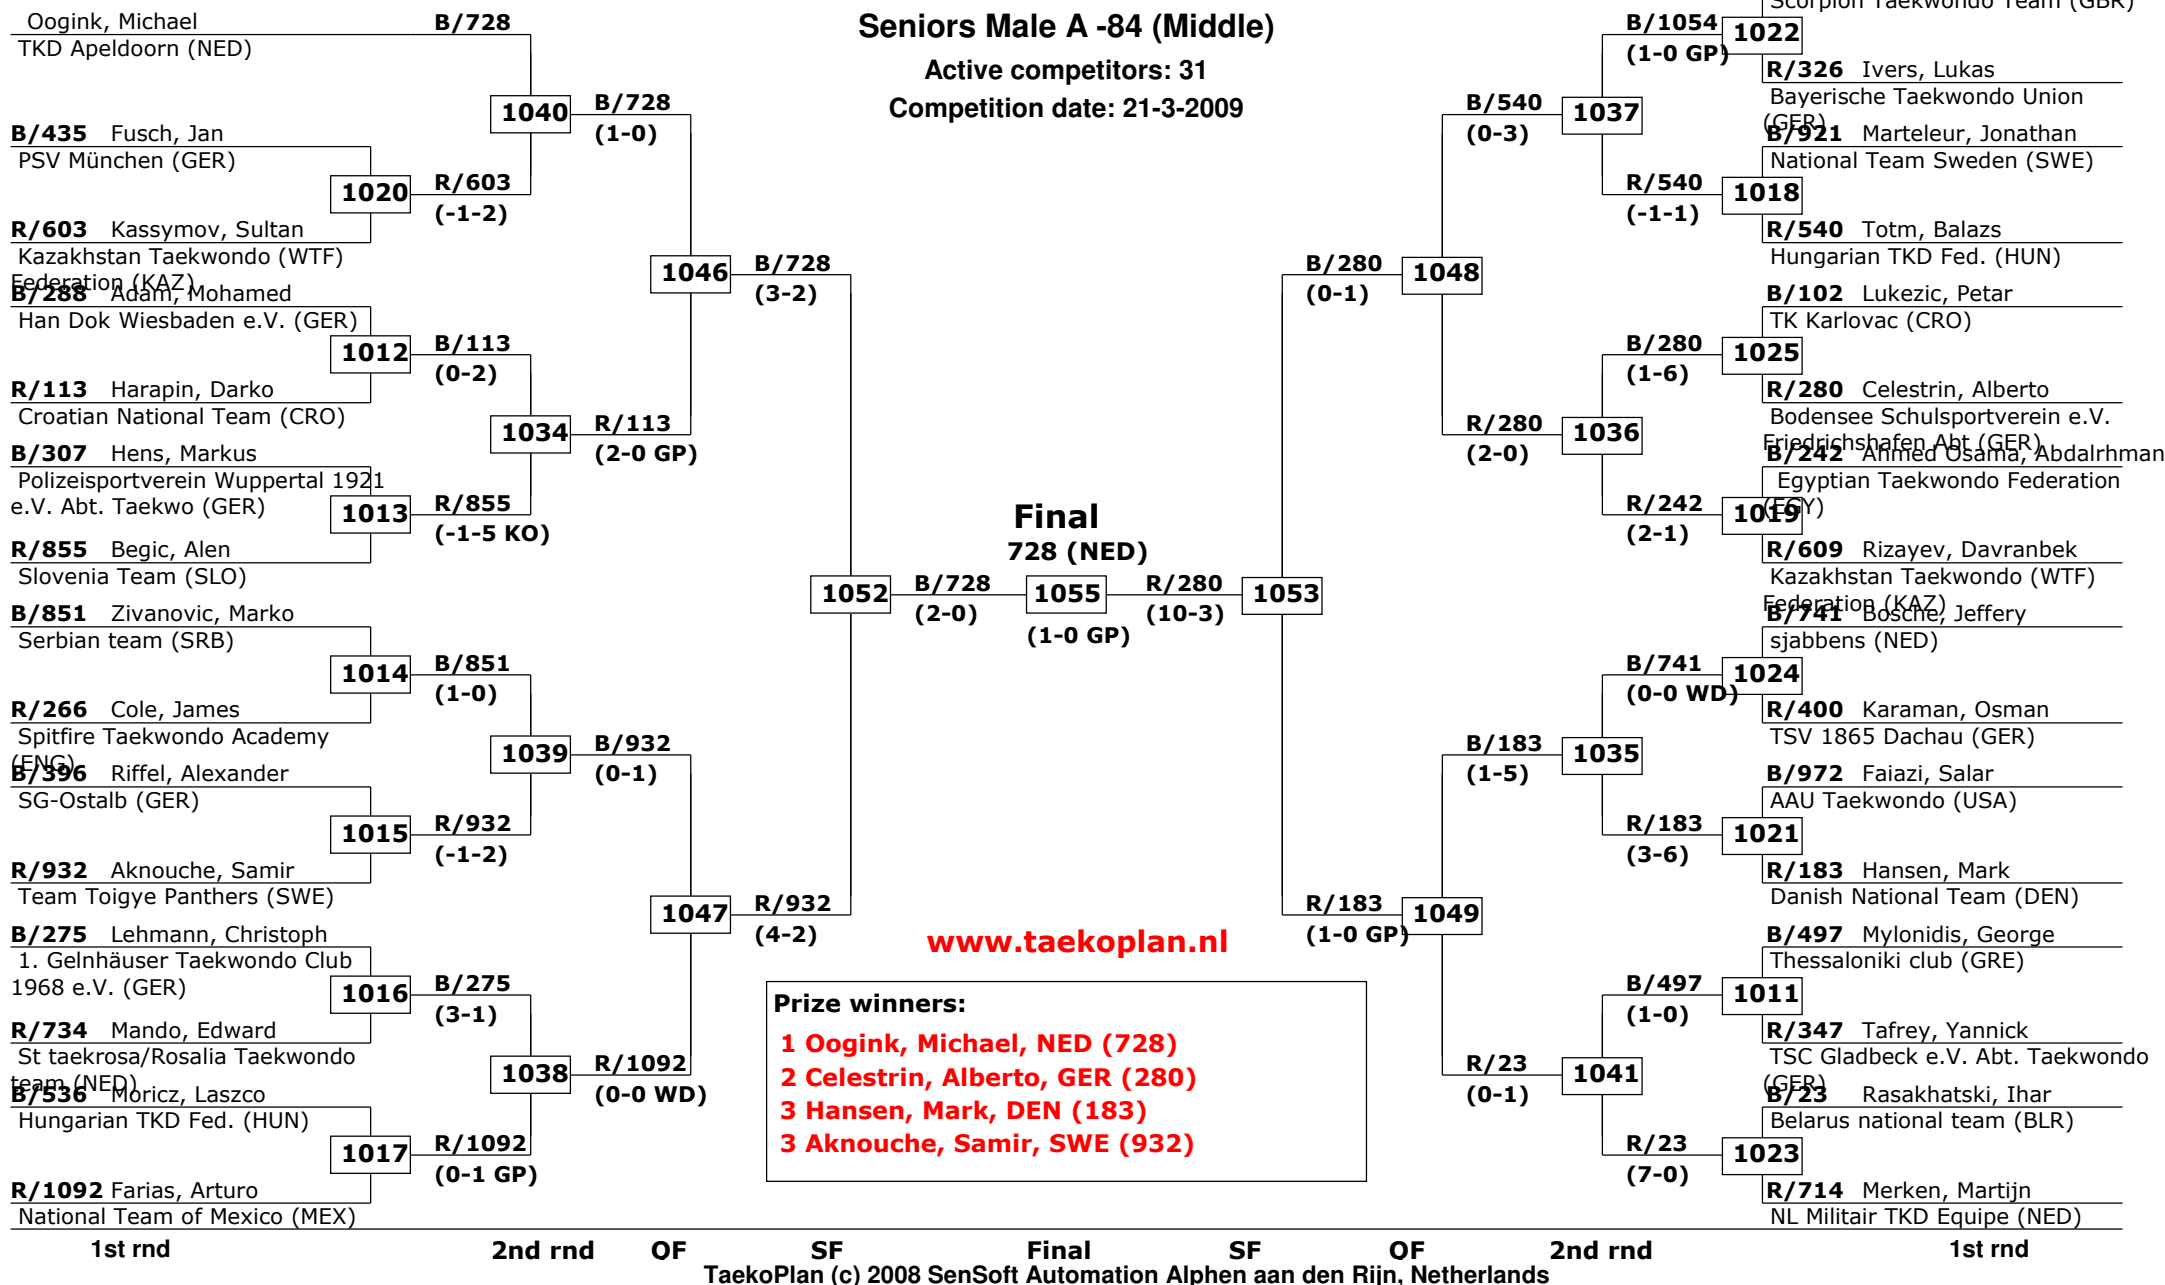 Seniors Male A -84 (Middle)
Active competitors: 31
Competition date: 21-3-2009
Oogink, Michael
TKD Apeldoorn (NED)
B/435 Fusch, Jan
PSV München (GER)
R/603 Kassymov, Sultan
Kazakhstan Taekwondo (WTF)
Federation (KAZ)
B/288 Adam, Mohamed
Han Dok Wiesbaden e.V. (GER)
R/113 Harapin, Darko
Croatian National Team (CRO)
B/307 Hens, Markus
Polizeisportverein Wuppertal 1921
e.V. Abt. Taekwo (GER)
R/855 Begic, Alen
Slovenia Team (SLO)
B/851 Zivanovic, Marko
Serbian team (SRB)
R/266 Cole, James
Spitfire Taekwondo Academy
(ENG)
B/396 Riffel, Alexander
SG-Ostalb (GER)
R/932 Aknouche, Samir
Team Toigye Panthers (SWE)
B/275 Lehmann, Christoph
1. Gelnhäuser Taekwondo Club
1968 e.V. (GER)
R/734 Mando, Edward
St taekrosa/Rosalia Taekwondo
team (NED)
B/536 Moricz, Laszco
Hungarian TKD Fed. (HUN)
R/1092 Farias, Arturo
National Team of Mexico (MEX)
1020
1012
1013
1014
1015
1016
1017
B/728
R/603
(-1-2)
B/113
(0-2)
R/855
(-1-5 KO)
B/851
(1-0)
R/932
(-1-2)
B/275
(3-1)
R/1092
(0-1 GP)
1040
1034
1039
1038
B/728
(1-0)
R/113
(2-0 GP)
B/932
(0-1)
R/1092
(0-0 WD)
1046
1047
B/728
(3-2)
R/932
(4-2)
1052
B/728
(2-0)
Final
728 (NED)
1055
(1-0 GP)
R/280
(10-3)
1053
B/280
(0-1)
R/183
(1-0 GP)
1048
1049
B/540
(0-3)
R/280
(2-0)
B/183
(1-5)
R/23
(0-1)
1037
1036
1035
1041
B/1054
(1-0 GP)
R/540
(-1-1)
B/280
(1-6)
R/242
(2-1)
B/741
(0-0 WD)
R/183
(3-6)
B/497
(1-0)
R/23
(7-0)
1022
1018
1025
1019
1024
1021
1011
1023
Scorpion Taekwondo Team (GBR)
R/326 Ivers, Lukas
Bayerische Taekwondo Union
(GER)
B/921 Marteleur, Jonathan
National Team Sweden (SWE)
R/540 Totm, Balazs
Hungarian TKD Fed. (HUN)
B/102 Lukezic, Petar
TK Karlovac (CRO)
R/280 Celestrin, Alberto
Bodensee Schulsportverein e.V.
Friedrichshafen Abt (GER)
B/242 Ahmed Osama, Abdalrhman
Egyptian Taekwondo Federation
(EGY)
R/609 Rizayev, Davranbek
Kazakhstan Taekwondo (WTF)
Federation (KAZ)
B/741 Bosche, Jeffery
sjabbens (NED)
R/400 Karaman, Osman
TSV 1865 Dachau (GER)
B/972 Faiazi, Salar
AAU Taekwondo (USA)
R/183 Hansen, Mark
Danish National Team (DEN)
B/497 Mylonidis, George
Thessaloniki club (GRE)
R/347 Tafrey, Yannick
TSC Gladbeck e.V. Abt. Taekwondo
(GER)
B/23 Rasakhatski, Ihar
Belarus national team (BLR)
R/714 Merken, Martijn
NL Militair TKD Equipe (NED)
www.taekoplan.nl
Prize winners:
1 Oogink, Michael, NED (728)
2 Celestrin, Alberto, GER (280)
3 Hansen, Mark, DEN (183)
3 Aknouche, Samir, SWE (932)
1st rnd 2nd rnd QF SF Final SF QF 2nd rnd 1st rnd
TaekoPlan (c) 2008 SenSoft Automation Alphen aan den Rijn, Netherlands